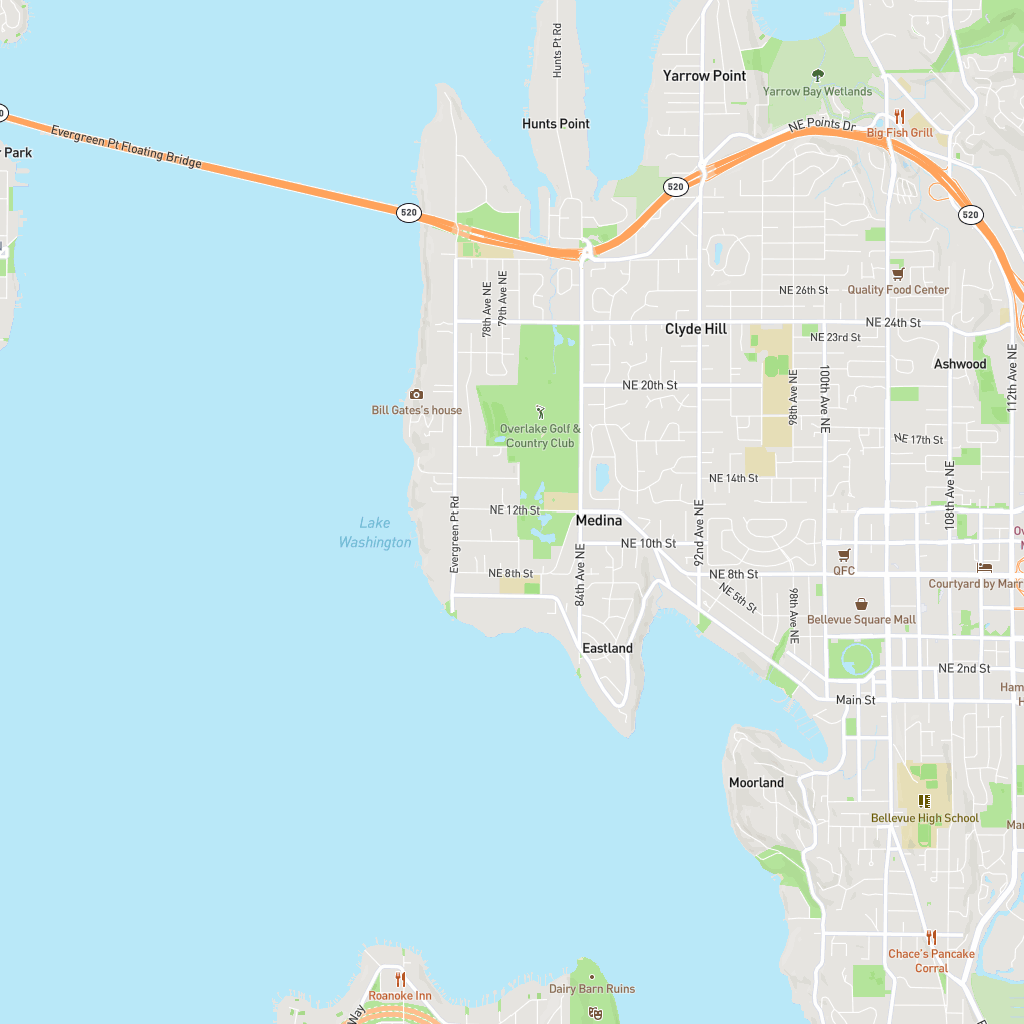 Hunts Pt Rd
Yarrow Point
Yarrow Bay Wetlands
Hunts Point
NE Points Dr
Big Fish Grill
Evergreen Pt Floating Bridge
Park
520
520
520
NE 26th St
Quality Food Center
78th Ave NE
79th Ave NE
Clyde Hill
NE 24th St
NE 23rd St
Ashwood
112th Ave NE
NE 20th St
98th Ave NE
100th Ave NE
Bill Gates's house
Overlake Golf &
Country Club
NE 17th St
NE 14th St
108th Ave NE
Evergreen Pt Rd
NE 12th St
Medina
92nd Ave NE
Lake
Washington
NE 10th St
84th Ave NE
QFC
NE 8th St
NE 8th St
Courtyard by Marr
NE 5th St
98th Ave NE
Bellevue Square Mall
Eastland
NE 2nd St
Main St
Ham
H
Moorland
Bellevue High School
Mar
Chace's Pancake
Corral
Roanoke Inn
Dairy Barn Ruins
Way